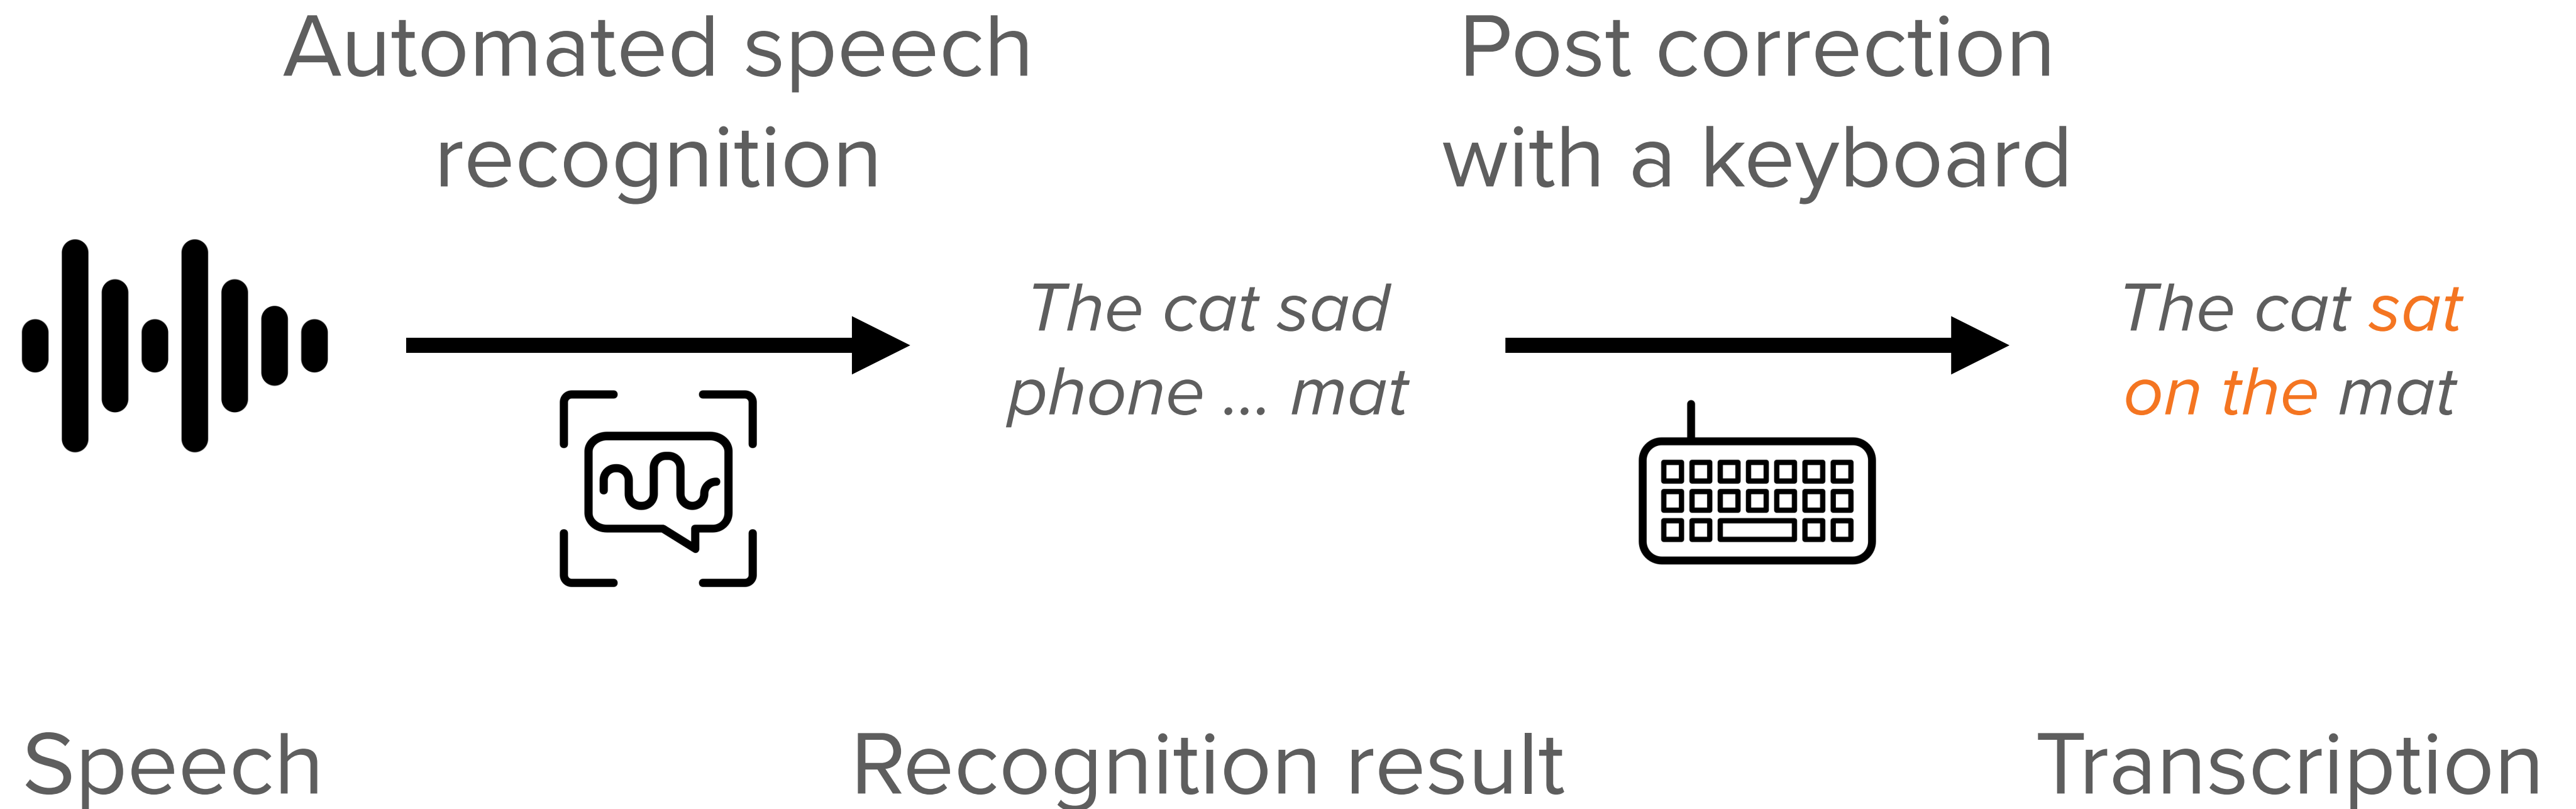 Automated speech
recognition
Post correction
with a keyboard
The cat sad
phone ... mat
The cat sat
on the mat
Speech
Recognition result
Transcription